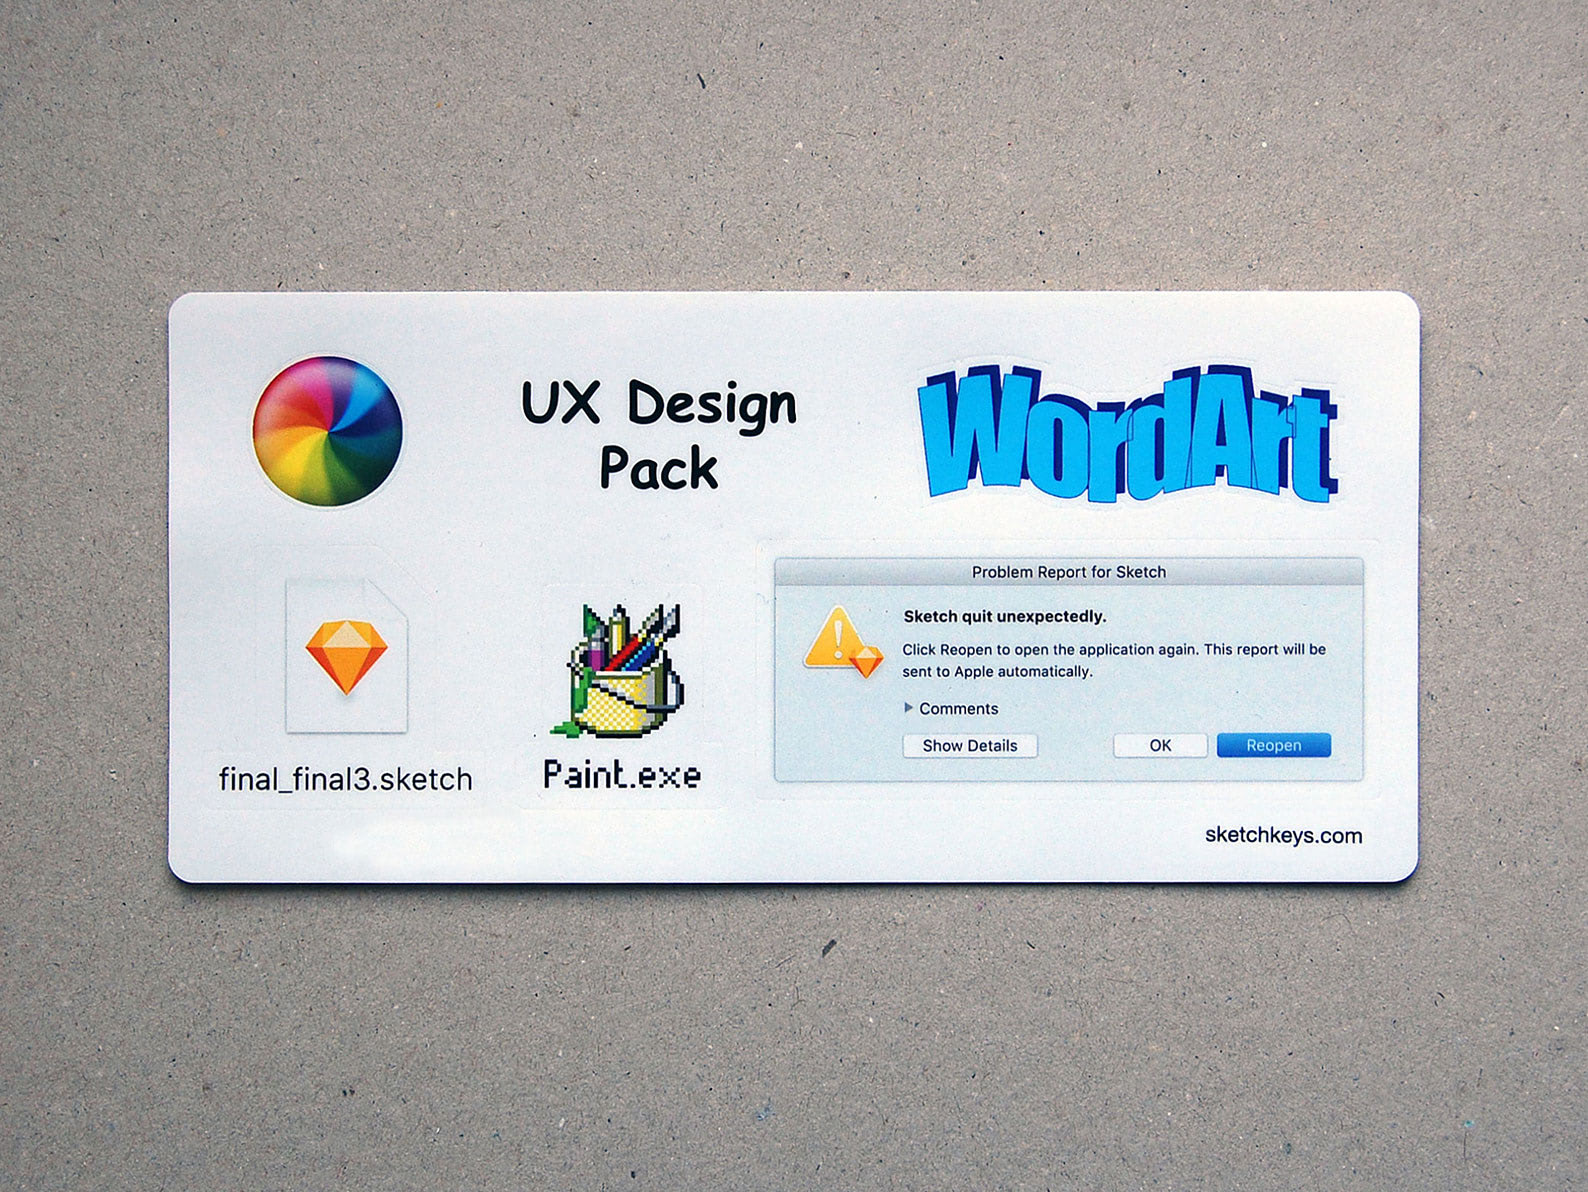 UX Design
Pack
WordArt
final_final3.sketch
Paint.exe
Problem Report for Sketch
Sketch quit unexpectedly.
Click Reopen to open the application again. This report will be
sent to Apple automatically.
Comments
Show Details
OK
Reopen
sketchkeys.com